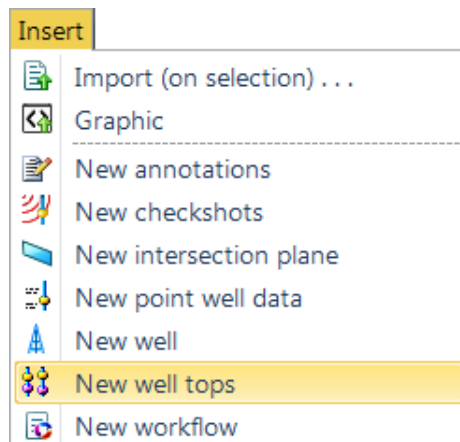 Insert
Import (on selection) . . .
Graphic
New annotations
New checkshots
New intersection plane
New point well data
New well
New well tops
New workflow